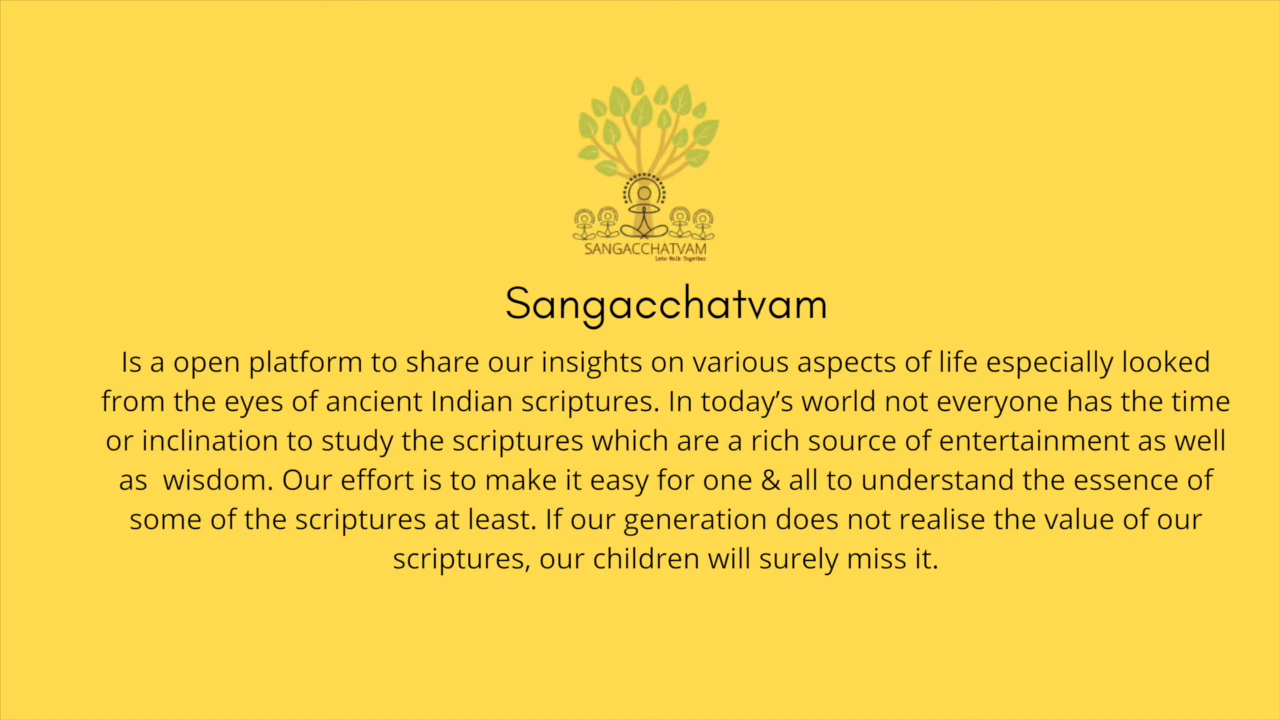 SANGACCHATVAM
Lets Walk Together
Sangacchatvam
Is a open platform to share our insights on various aspects of life especially looked
from the eyes of ancient Indian scriptures. In today’s world not everyone has the time
or inclination to study the scriptures which are a rich source of entertainment as well
as  wisdom. Our effort is to make it easy for one & all to understand the essence of
some of the scriptures at least. If our generation does not realise the value of our
scriptures, our children will surely miss it.